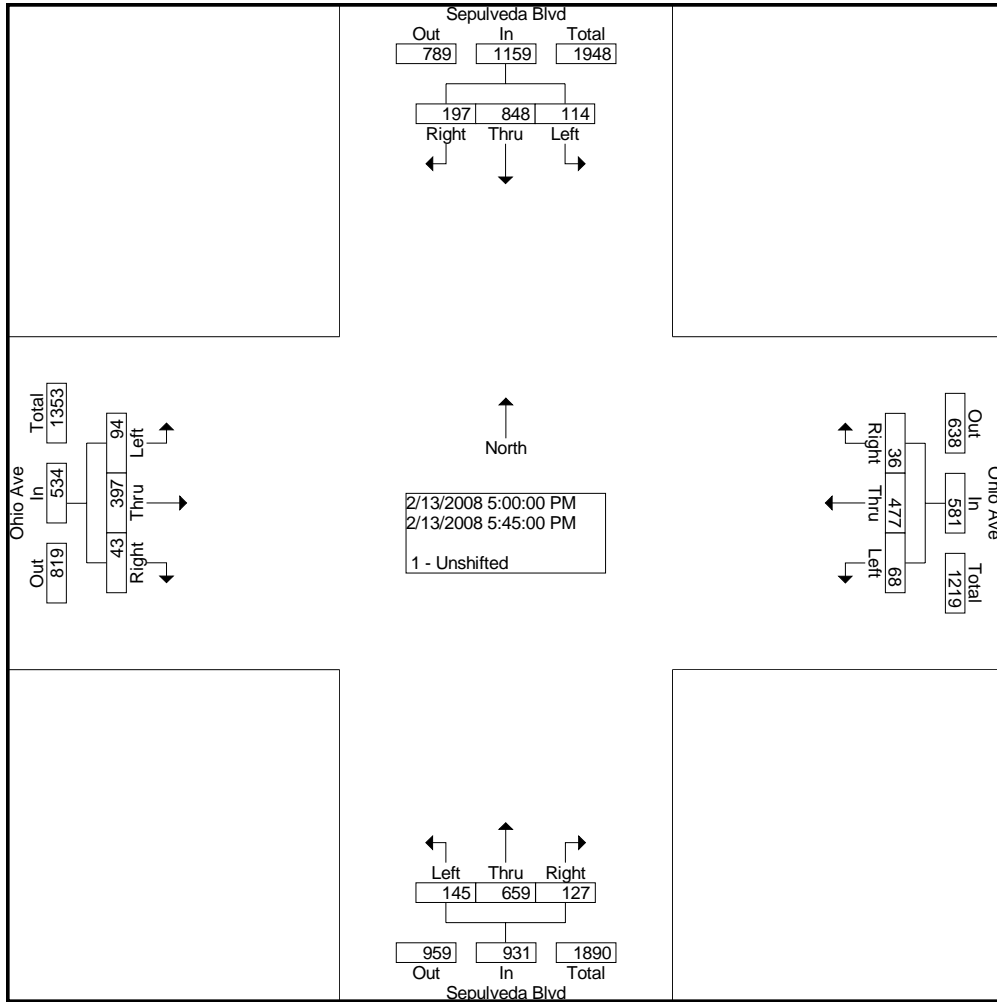 Sepulveda Blvd
Out In Total
789 1159 1948
197 848 114
Right Thru Left
Ohio Ave
Total In Out
1353 534 819
94 397 43
Left Thru Right
North
2/13/2008 5:00:00 PM
2/13/2008 5:45:00 PM
1 - Unshifted
Right Thru Left
36 477 68
Out In Total
638 581 1219
Ohio Ave
Left Thru Right
145 659 127
959 931 1890
Out In Total
Sepulveda Blvd